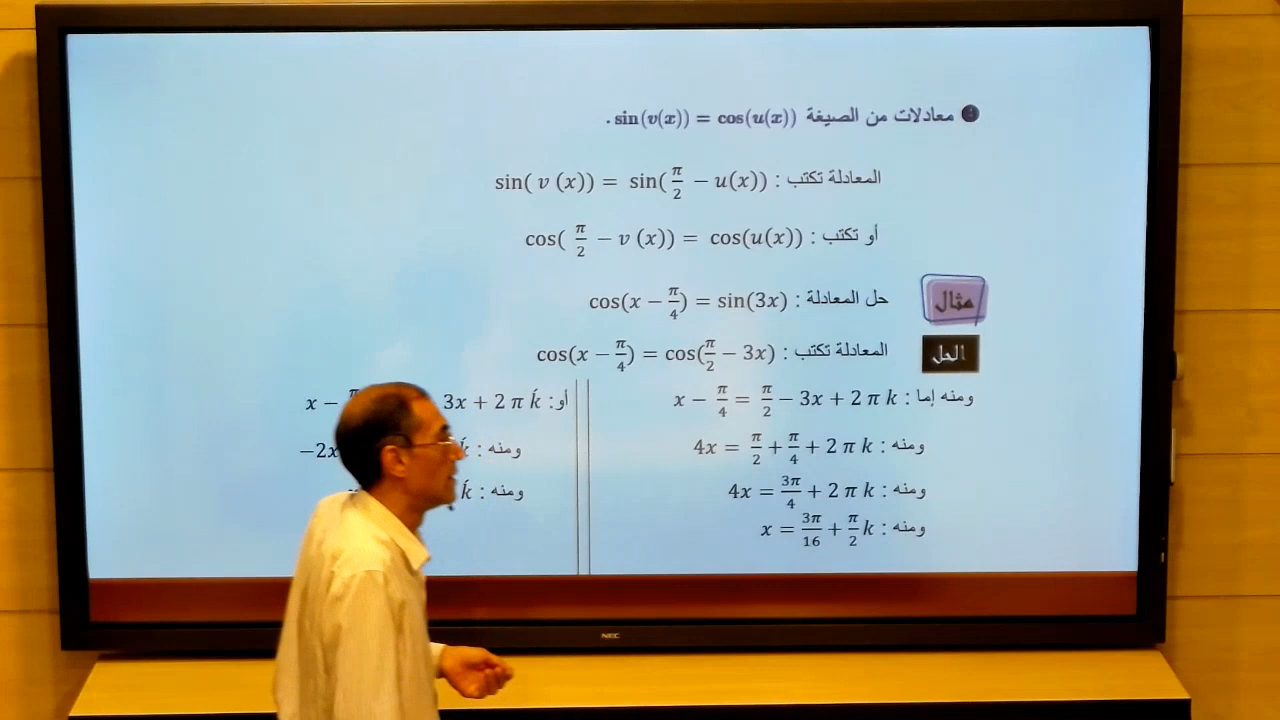 معادلات من الصيغة sin(v(x)) = cos(u(x)) .
المعادلة تكتب : sin( v (x)) = sin(π/2 − u(x))
أو تكتب : cos( π/2 − v (x)) = cos(u(x))
مثال
حل المعادلة : cos(x − π/4) = sin(3x)
الحل
المعادلة تكتب : cos(x − π/4) = cos(π/2 − 3x)
ومنه إما : x − π/4 = π/2 − 3x + 2 π k
ومنه : 4x = π/2 + π/4 + 2 π k
ومنه : 4x = 3π/4 + 2 π k
ومنه : x = 3π/16 + π/2 k
أو: x − 3x + 2 π ḱ
ومنه : −2x ḱ
ومنه : ḱ
NEC